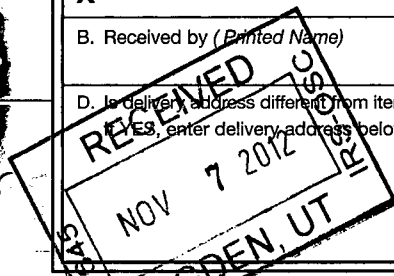 B. Received by (Printed Name)
D. Is delivery address different from item
If YES, enter delivery address below
RECEIVED
NOV 7 2012
IRS-OSC
OGDEN, UT